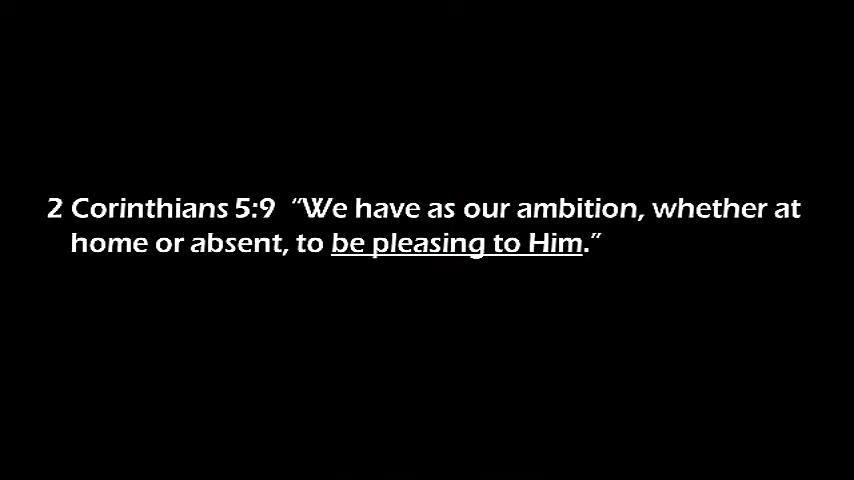 2 Corinthians 5:9 “We have as our ambition, whether at
home or absent, to be pleasing to Him.”